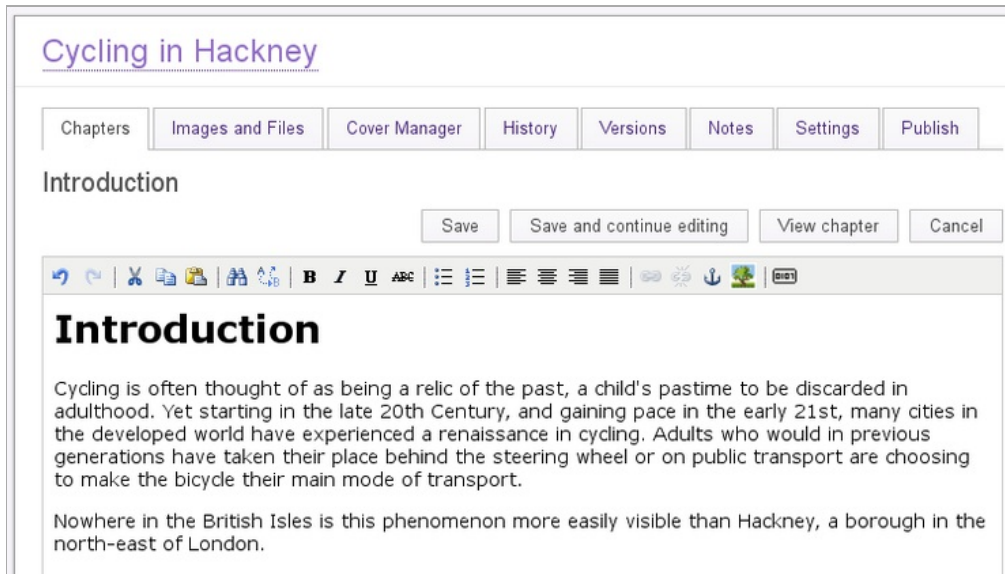 Cycling in Hackney
Chapters Images and Files Cover Manager History Versions Notes Settings Publish
Introduction
Save Save and continue editing View chapter Cancel
B I U ABC
Introduction
Cycling is often thought of as being a relic of the past, a child's pastime to be discarded in
adulthood. Yet starting in the late 20th Century, and gaining pace in the early 21st, many cities in
the developed world have experienced a renaissance in cycling. Adults who would in previous
generations have taken their place behind the steering wheel or on public transport are choosing
to make the bicycle their main mode of transport.
Nowhere in the British Isles is this phenomenon more easily visible than Hackney, a borough in the
north-east of London.